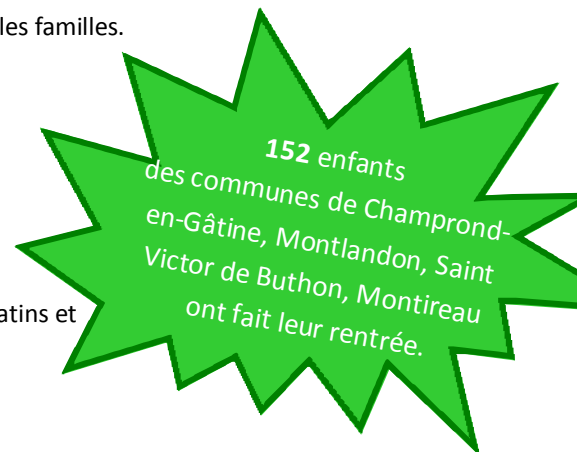 les familles.
152 enfants
des communes de Champrond-
en-Gâtine, Montlandon, Saint
Victor de Buthon, Montireau
ont fait leur rentrée.
atins et